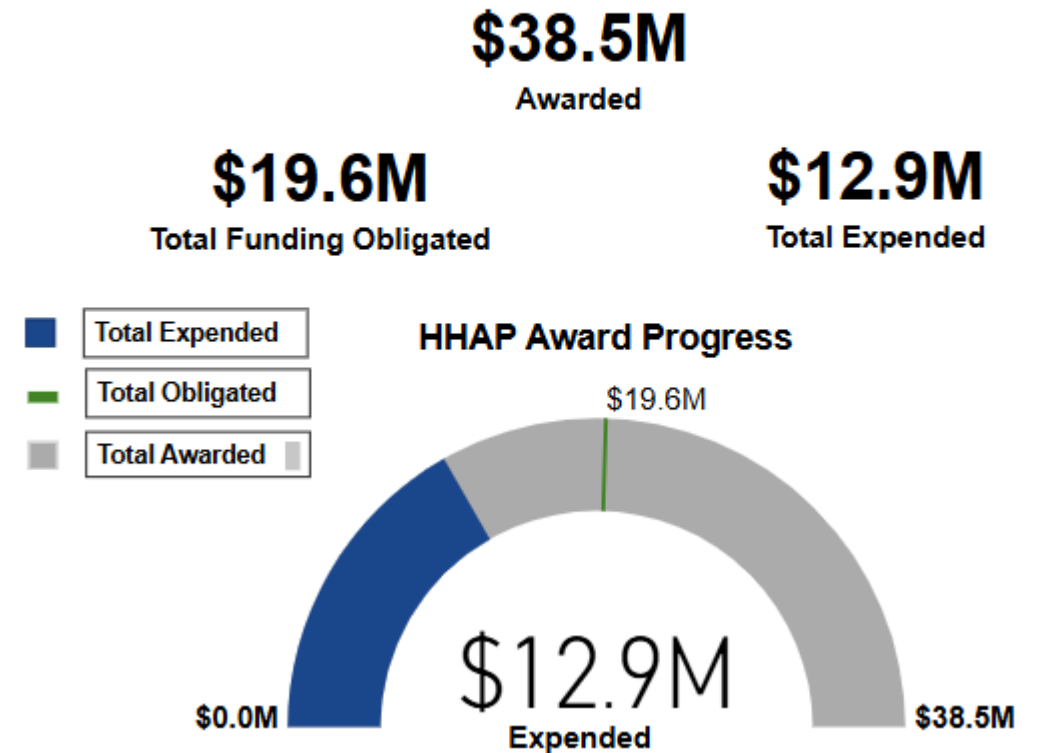 $38.5M
Awarded
$19.6M
Total Funding Obligated
$12.9M
Total Expended
Total Expended
Total Obligated
Total Awarded
HHAP Award Progress
$19.6M
$0.0M
$12.9M
Expended
$38.5M